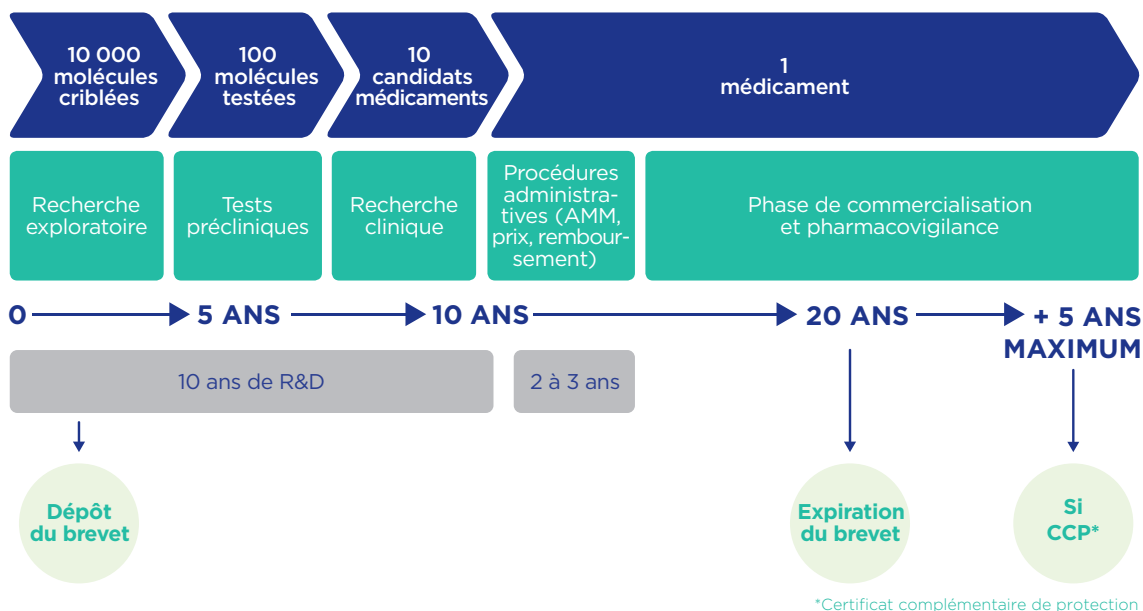 10 000
molécules
criblées
100
molécules
testées
10
candidats
médicaments
1
médicament
Recherche
exploratoire
Tests
précliniques
Recherche
clinique
Procédures
administra-
tives (AMM,
prix, rembour-
sement)
Phase de commercialisation
et pharmacovigilance
0
5 ANS
10 ANS
20 ANS
+ 5 ANS
MAXIMUM
10 ans de R&D
2 à 3 ans
Dépôt
du brevet
Expiration
du brevet
Si
CCP*
*Certificat complémentaire de protection